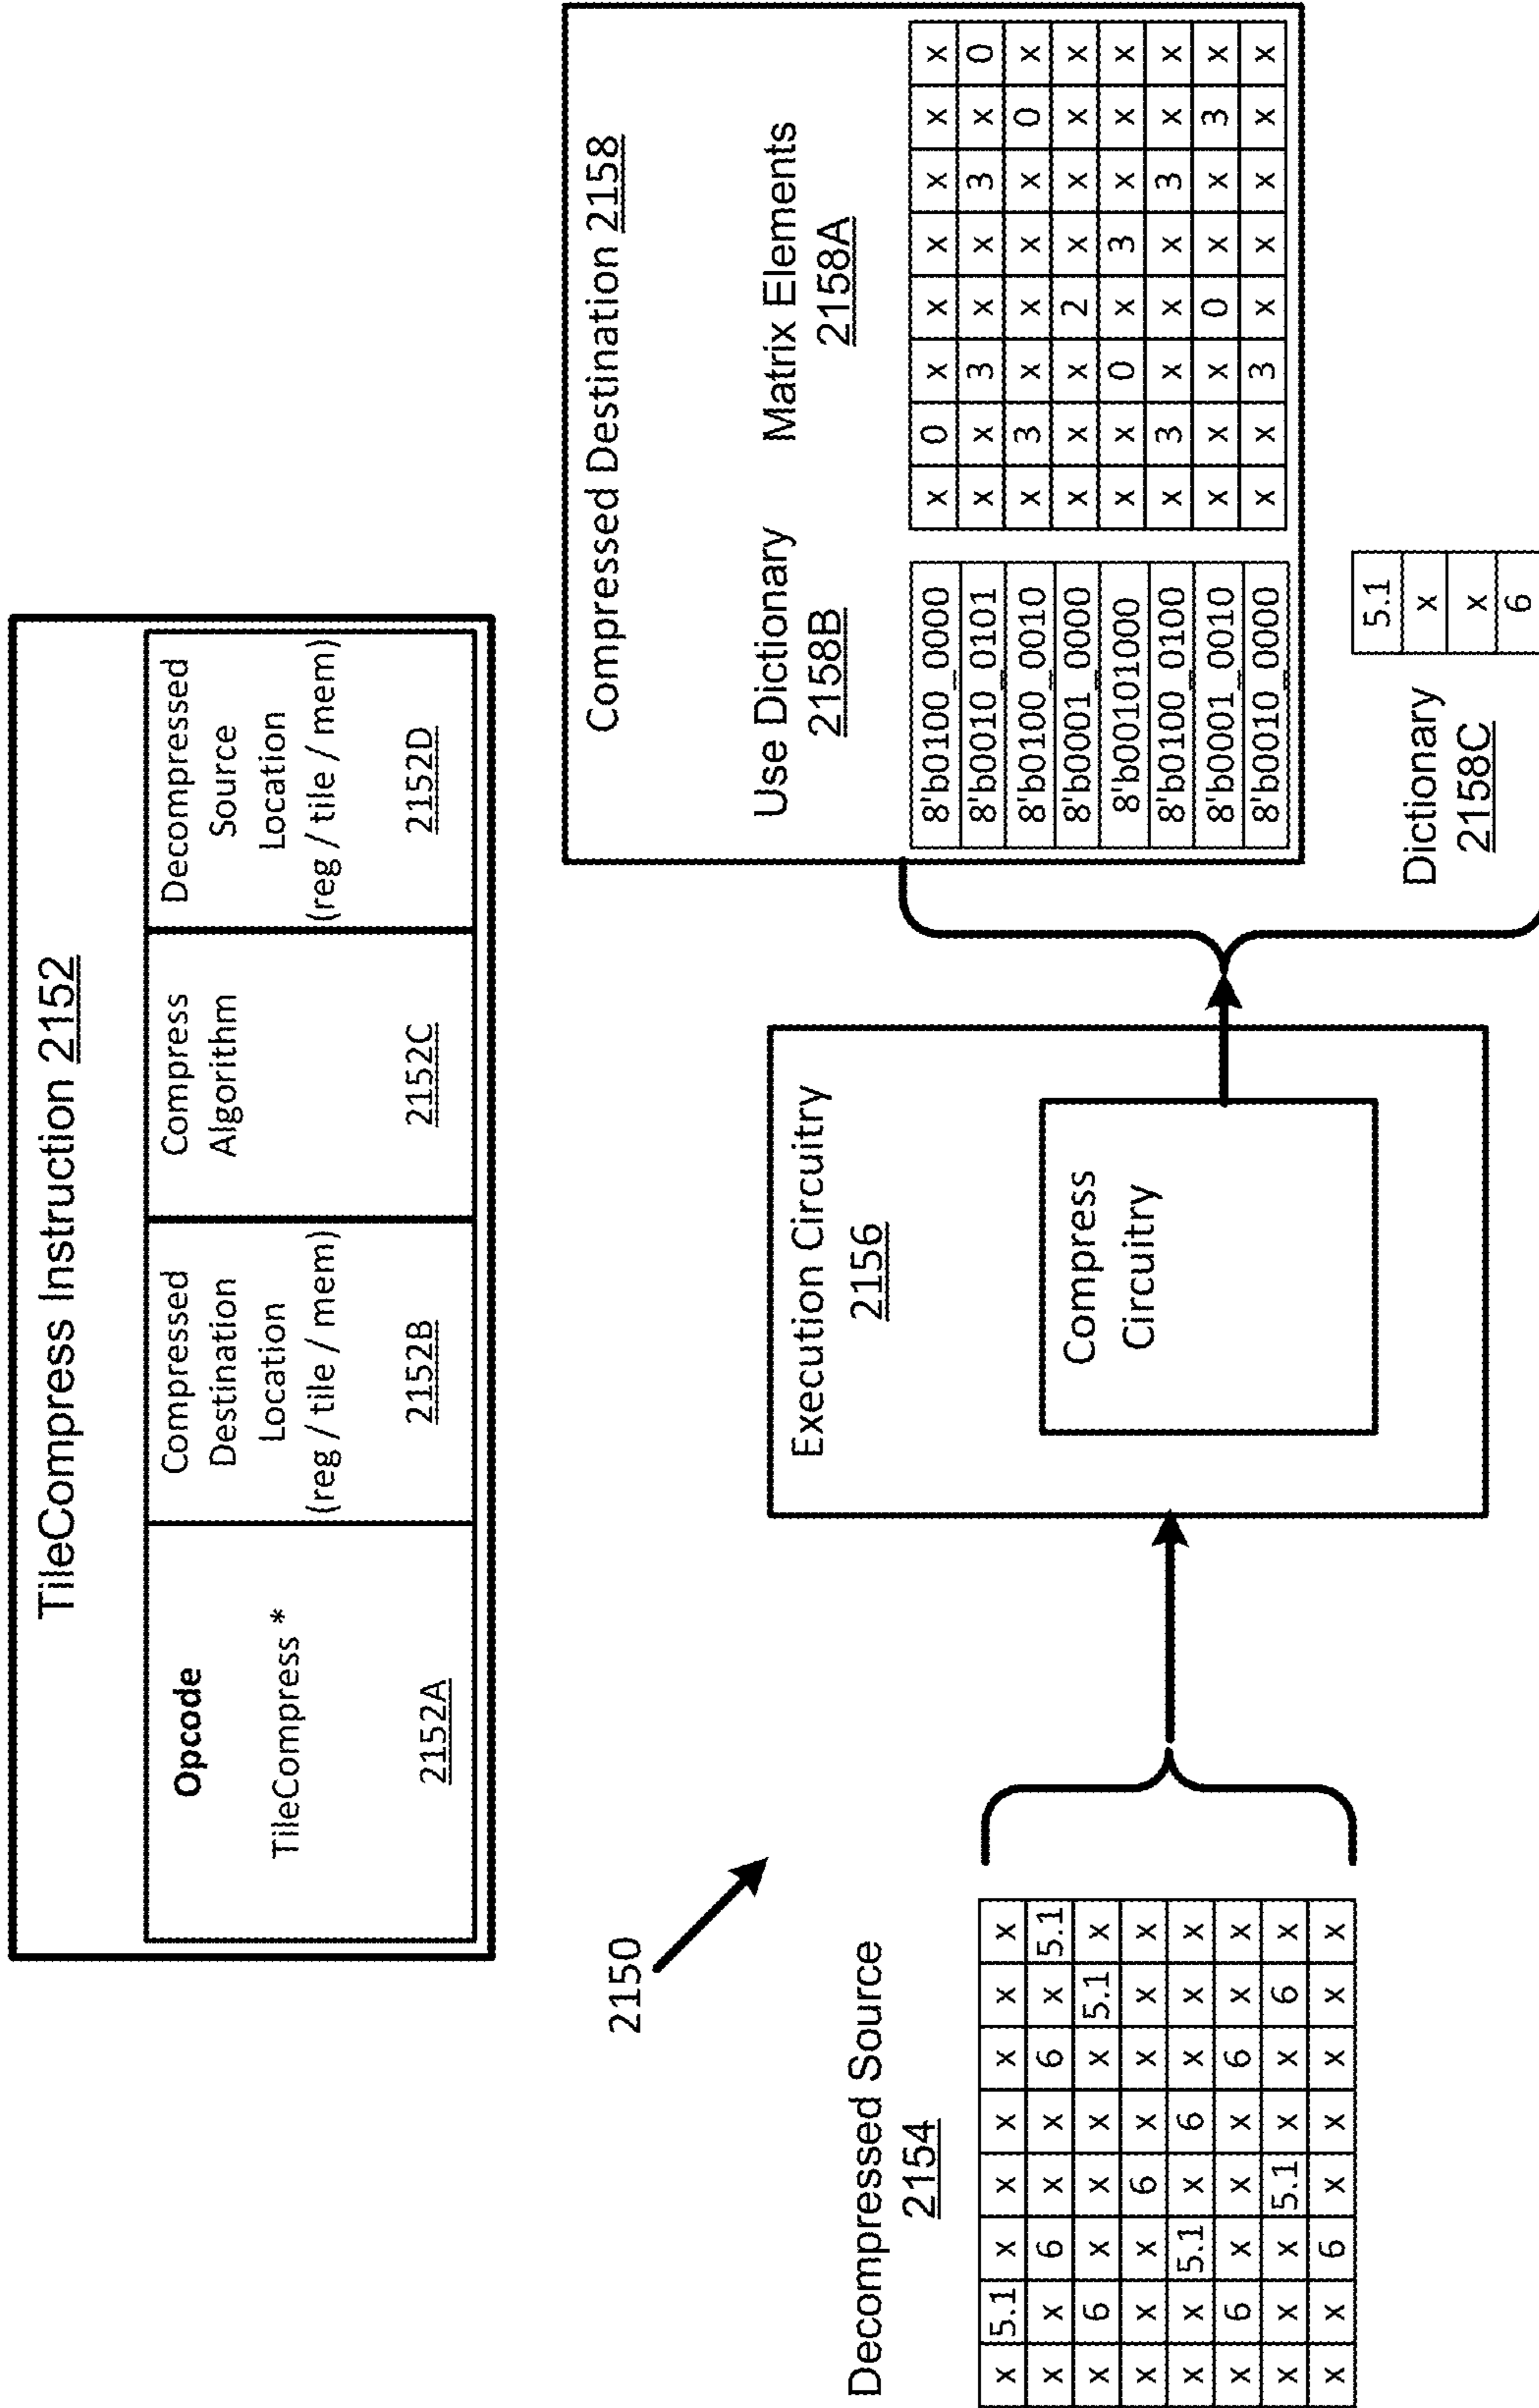 TileCompress Instruction 2152
Opcode
TileCompress *
2152A
Compressed
Destination
Location
(reg / tile / mem)
2152B
Compress
Algorithm
2152C
Decompressed
Source
Location
(reg / tile / mem)
2152D
2150
Decompressed Source
2154
x 5.1 x x x x x x
x x 6 x x 6 x 5.1
x 6 x x x x 5.1 x
x x x 6 x x x x
x x 5.1 x 6 x x x
x 6 x x x 6 x x
x x x 5.1 x x 6 x
x x 6 x x x x x
Execution Circuitry
2156
Compress
Circuitry
Compressed Destination 2158
Use Dictionary
2158B
Matrix Elements
2158A
8'b0100_0000 x 0 x x x x x x
8'b0010_0101 x x 3 x x 3 x 0
8'b0100_0010 x 3 x x x x 0 x
8'b0001_0000 x x x 2 x x x x
8'b00101000 x x 0 x 3 x x x
8'b0100_0100 x 3 x x x 3 x x
8'b0001_0010 x x x 0 x x 3 x
8'b0010_0000 x x 3 x x x x x
Dictionary
2158C
5.1
x
x
6